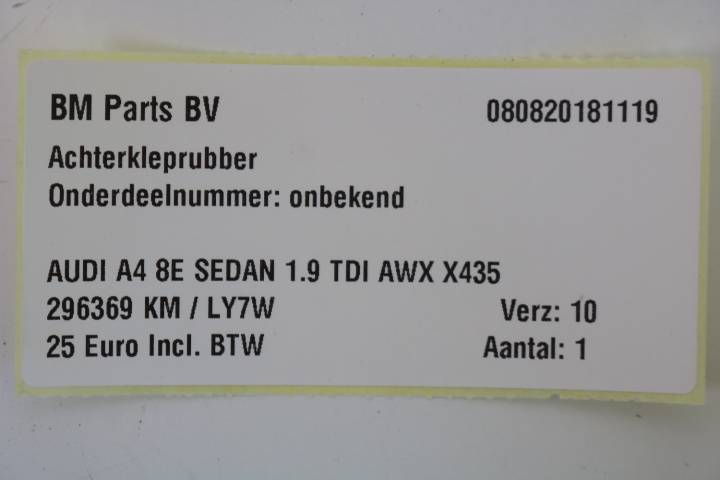 BM Parts BV 080820181119
Achterkleprubber
Onderdeelnummer: onbekend
AUDI A4 8E SEDAN 1.9 TDI AWX X435
296369 KM / LY7W Verz: 10
25 Euro Incl. BTW Aantal: 1